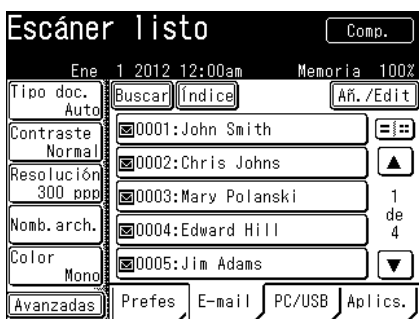 Escáner listo
Comp.
Ene 1 2012 12:00am Memoria 100%
Tipo doc.
Auto
Buscar Índice Añ./Edit
Contraste
Normal
0001:John Smith
0002:Chris Johns
Resolución
300 ppp
0003:Mary Polanski
1
de
4
Nomb.arch.
0004:Edward Hill
Color
Mono
0005:Jim Adams
Avanzadas
Prefes E-mail PC/USB Aplics.